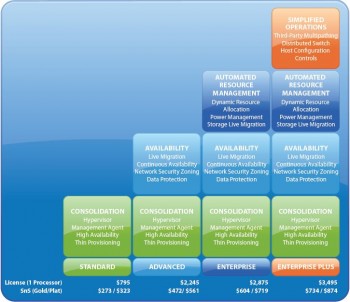 SIMPLIFIED
OPERATIONS
Third-Party Multipathing
Distributed Switch
Host Configuration
Controls
AUTOMATED
RESOURCE
MANAGEMENT
Dynamic Resource
Allocation
Power Management
Storage Live Migration
AUTOMATED
RESOURCE
MANAGEMENT
Dynamic Resource
Allocation
Power Management
Storage Live Migration
AVAILABILITY
Live Migration
Continuous Availability
Network Security Zoning
Data Protection
AVAILABILITY
Live Migration
Continuous Availability
Network Security Zoning
Data Protection
AVAILABILITY
Live Migration
Continuous Availability
Network Security Zoning
Data Protection
CONSOLIDATION
Hypervisor
Management Agent
High Availability
Thin Provisioning
CONSOLIDATION
Hypervisor
Management Agent
High Availability
Thin Provisioning
CONSOLIDATION
Hypervisor
Management Agent
High Availability
Thin Provisioning
CONSOLIDATION
Hypervisor
Management Agent
High Availability
Thin Provisioning
STANDARD ADVANCED ENTERPRISE ENTERPRISE PLUS
License (1 Processor) $795 $2,245 $2,875 $3,495
SnS (Gold/Plat) $273 / $323 $472/ $561 $604 / $719 $734 / $874